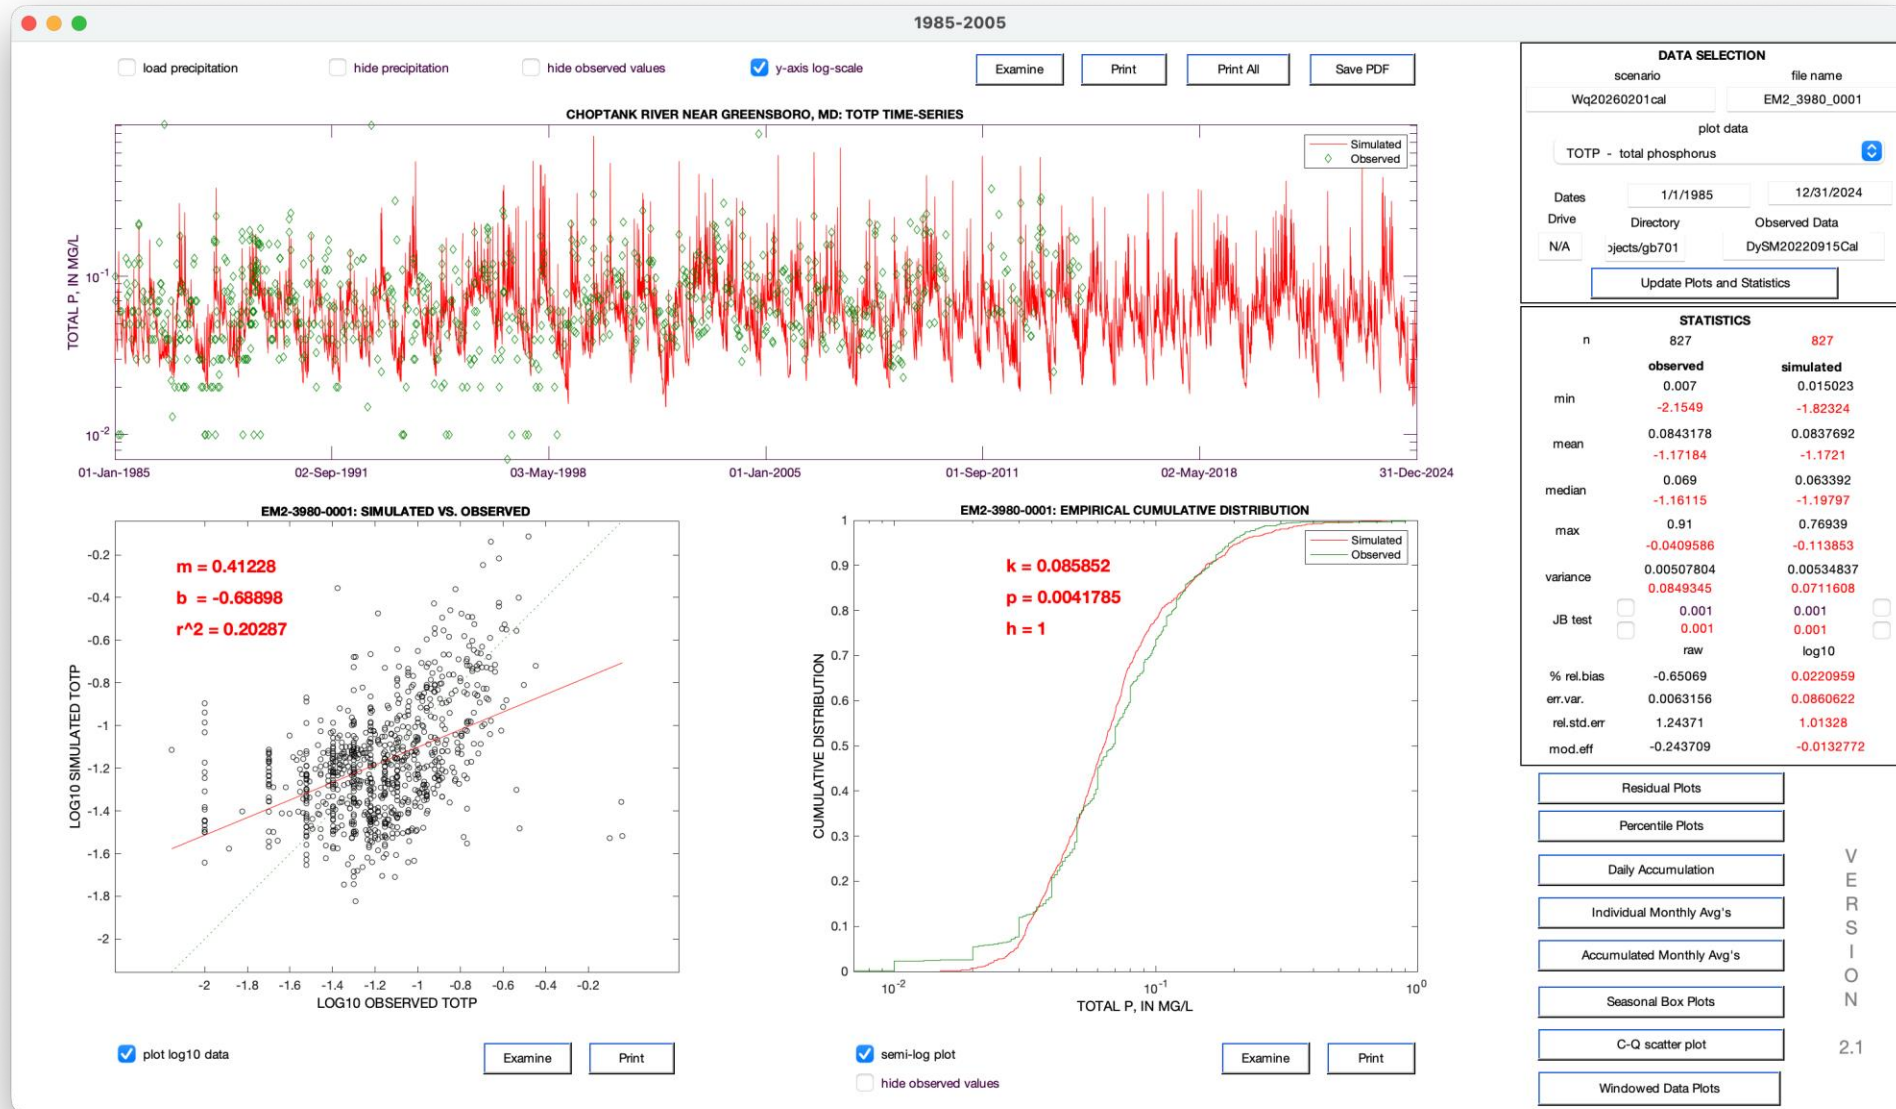 1985-2005
load precipitation
hide precipitation
hide observed values
y-axis log-scale
Examine
Print
Print All
Save PDF
CHOPTANK RIVER NEAR GREENSBORO, MD: TOTP TIME-SERIES
Simulated
Observed
TOTAL P, IN MG/L
10^-1
10^-2
01-Jan-1985
02-Sep-1991
03-May-1998
01-Jan-2005
01-Sep-2011
02-May-2018
31-Dec-2024
EM2-3980-0001: SIMULATED VS. OBSERVED
m = 0.41228
b = -0.68898
r^2 = 0.20287
LOG10 SIMULATED TOTP
-0.2
-0.4
-0.6
-0.8
-1
-1.2
-1.4
-1.6
-1.8
-2
-2 -1.8 -1.6 -1.4 -1.2 -1 -0.8 -0.6 -0.4 -0.2
LOG10 OBSERVED TOTP
plot log10 data
Examine
Print
EM2-3980-0001: EMPIRICAL CUMULATIVE DISTRIBUTION
Simulated
Observed
k = 0.085852
p = 0.0041785
h = 1
CUMULATIVE DISTRIBUTION
1
0.9
0.8
0.7
0.6
0.5
0.4
0.3
0.2
0.1
0
10^-2 10^-1 10^0
TOTAL P, IN MG/L
semi-log plot
hide observed values
Examine
Print
DATA SELECTION
scenario file name
Wq20260201cal EM2_3980_0001
plot data
TOTP - total phosphorus
Dates 1/1/1985 12/31/2024
Drive Directory Observed Data
N/A ojects/gb701 DySM20220915Cal
Update Plots and Statistics
STATISTICS
n 827 827
observed simulated
min 0.007 0.015023
-2.1549 -1.82324
mean 0.0843178 0.0837692
-1.17184 -1.1721
median 0.069 0.063392
-1.16115 -1.19797
max 0.91 0.76939
-0.0409586 -0.113853
variance 0.00507804 0.00534837
0.0849345 0.0711608
JB test 0.001 0.001
0.001 0.001
raw log10
% rel.bias -0.65069 0.0220959
err.var. 0.0063156 0.0860622
rel.std.err 1.24371 1.01328
mod.eff -0.243709 -0.0132772
Residual Plots
Percentile Plots
Daily Accumulation
Individual Monthly Avg's
Accumulated Monthly Avg's
Seasonal Box Plots
C-Q scatter plot
Windowed Data Plots
VERSION
2.1